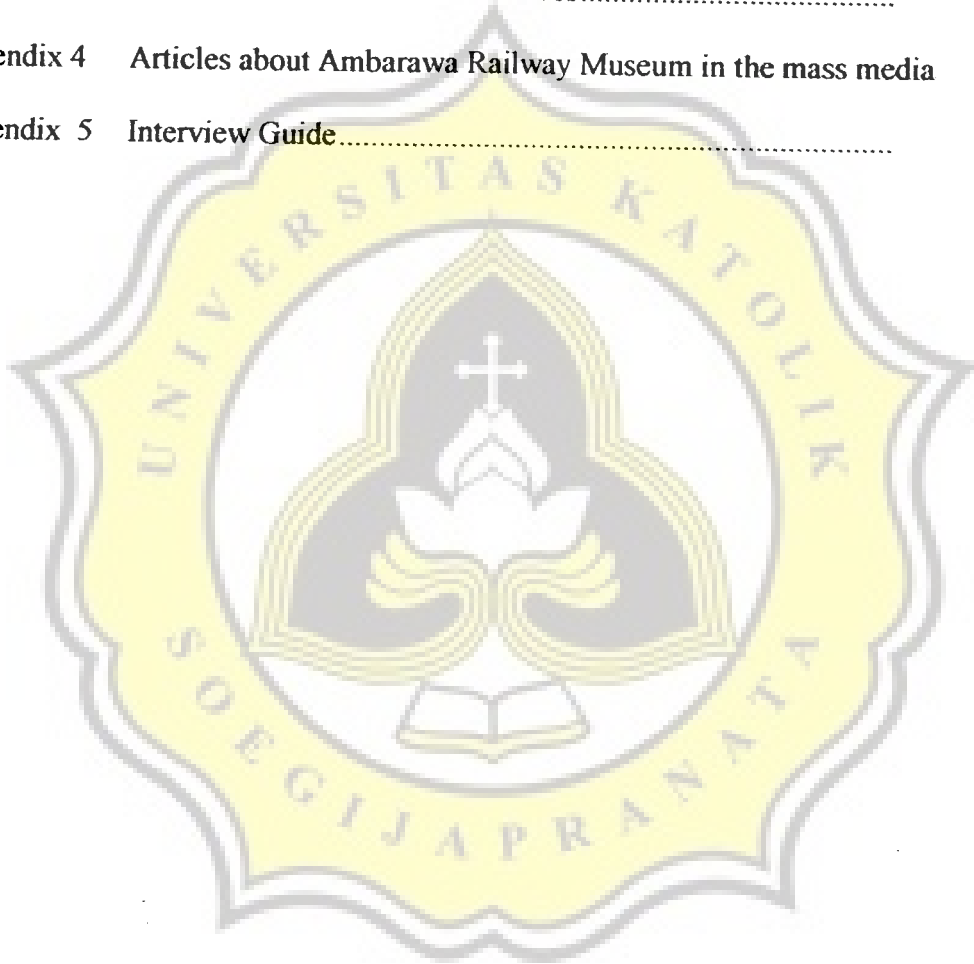 endix 4 Articles about Ambarawa Railway Museum in the mass media
endix 5 Interview Guide..........................................................................................
UNIVERSITAS KATOLIK
SOEGIJAPRANATA